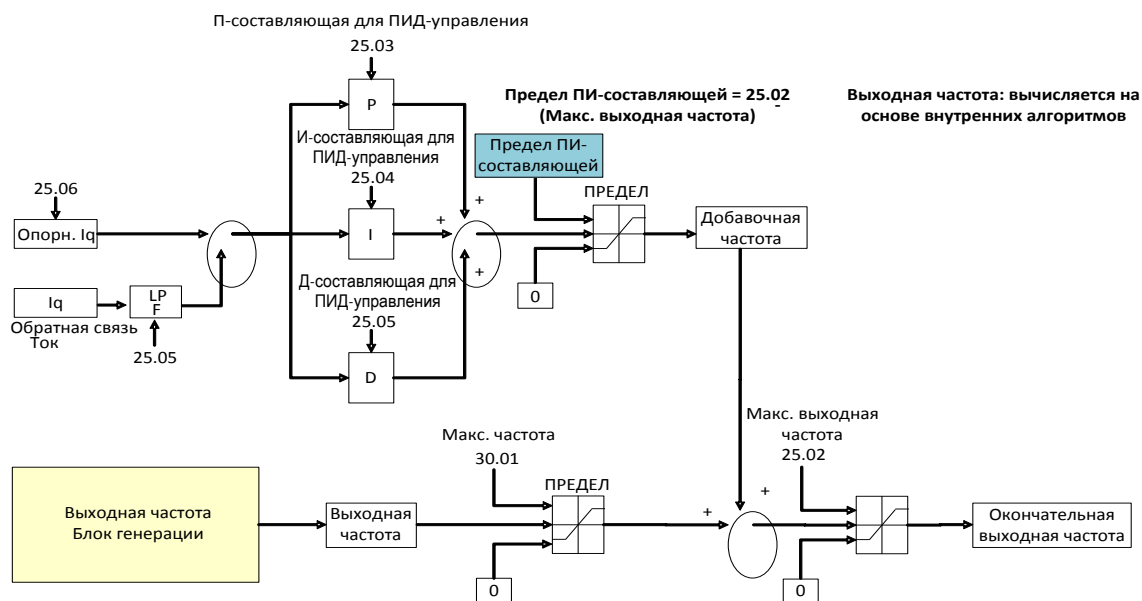 П-составляющая для ПИД-управления
25.03
P
Предел ПИ-составляющей = 25.02
(Макс. выходная частота)
Выходная частота: вычисляется на
основе внутренних алгоритмов
И-составляющая для
ПИД-управления
25.04
Предел ПИ-
составляющей
25.06
ПРЕДЕЛ
Опорн. Iq
I
+
+
+
Добавочная
частота
Д-составляющая для
ПИД-управления
25.05
0
Iq
LP
F
Обратная связь
Ток
25.05
D
Макс. частота
30.01
Макс. выходная
частота
25.02
ПРЕДЕЛ
Выходная частота
Блок генерации
Выходная
частота
+
+
Окончательная
выходная частота
0
0